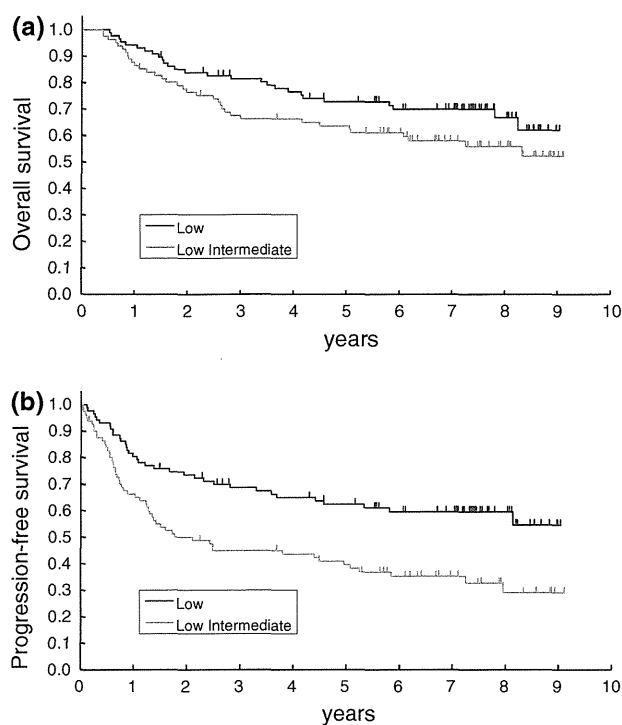 (a)
Overall survival
1.0
0.9
0.8
0.7
0.6
0.5
0.4
0.3
0.2
0.1
0.0
Low
Low Intermediate
0 1 2 3 4 5 6 7 8 9 10
years
(b)
Progression-free survival
1.0
0.9
0.8
0.7
0.6
0.5
0.4
0.3
0.2
0.1
0.0
Low
Low Intermediate
0 1 2 3 4 5 6 7 8 9 10
years